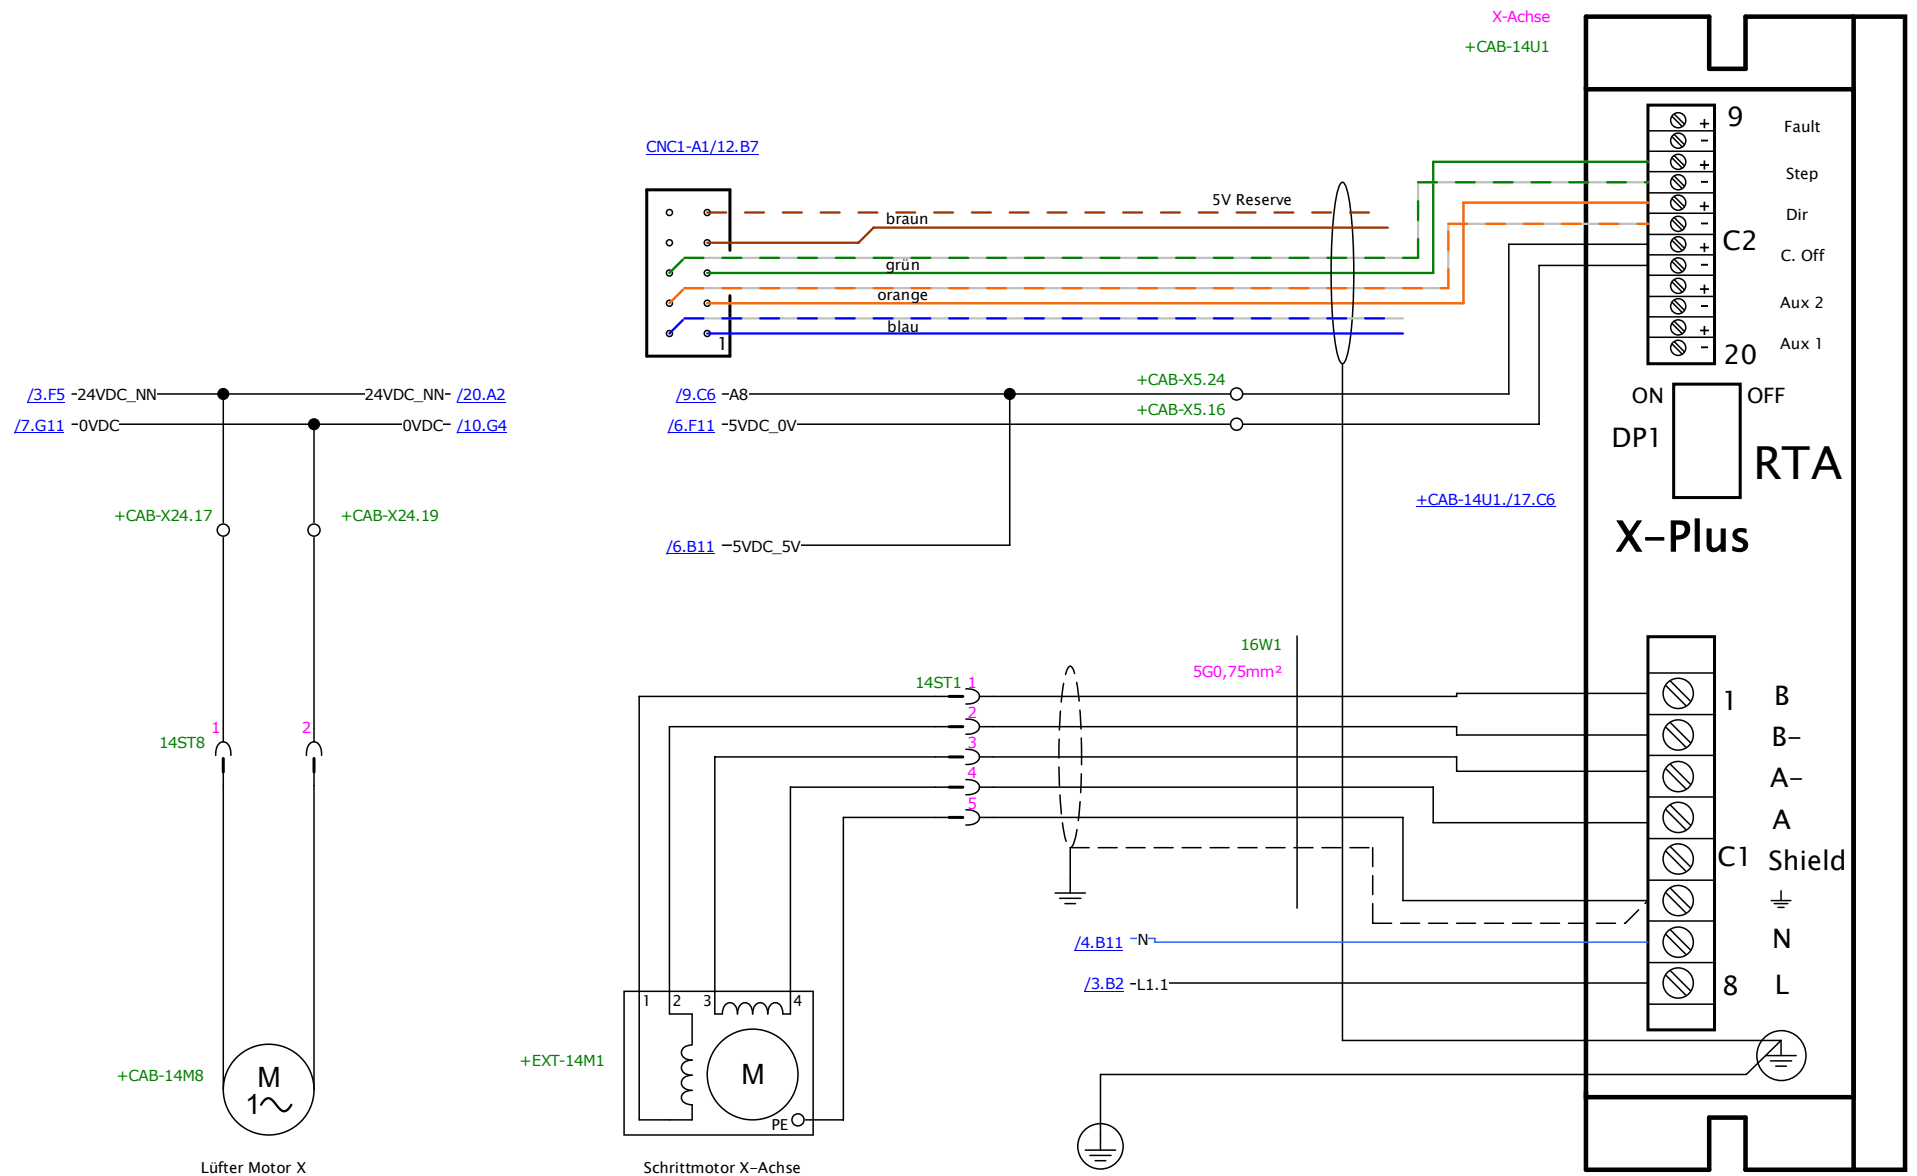 X-Achse
+CAB-14U1
9
+
Fault
-
CNC1-A1/12.B7
+
Step
-
5V Reserve
+
Dir
braun
-
C2
+
C. Off
grün
-
orange
+
Aux 2
-
blau
+
1
Aux 1
-
20
+CAB-X5.24
/3.F5 -24VDC_NN
24VDC_NN- /20.A2
/9.C6 -A8
ON
OFF
+CAB-X5.16
/7.G11 -0VDC
0VDC- /10.G4
/6.F11 -5VDC_0V
DP1
RTA
+CAB-14U1./17.C6
+CAB-X24.17
+CAB-X24.19
X-Plus
/6.B11 -5VDC_5V
16W1
5G0,75mm²
14ST1 1
1
B
2
B-
1
2
14ST8
3
A-
4
5
A
C1
Shield
/4.B11 -N
N
/3.B2 -L1.1
8
L
1
2
3
4
+EXT-14M1
+CAB-14M8
M
1~
M
PE
Lüfter Motor X
Schrittmotor X-Achse